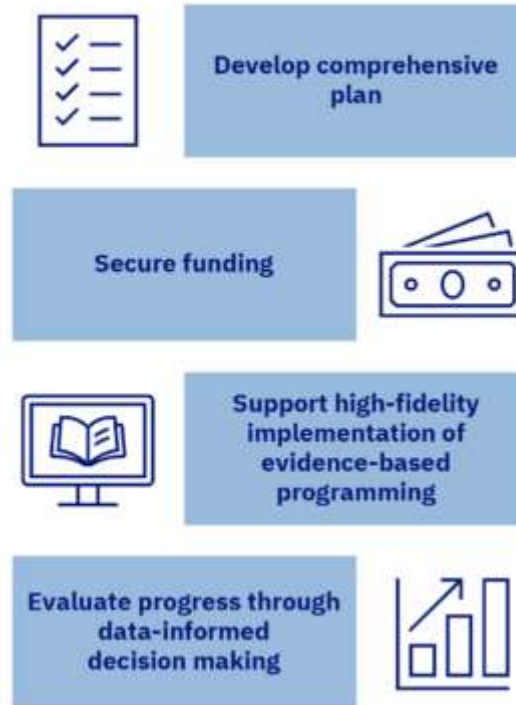 Develop comprehensive
plan
Secure funding
Support high-fidelity
implementation of
evidence-based
programming
Evaluate progress through
data-informed
decision making